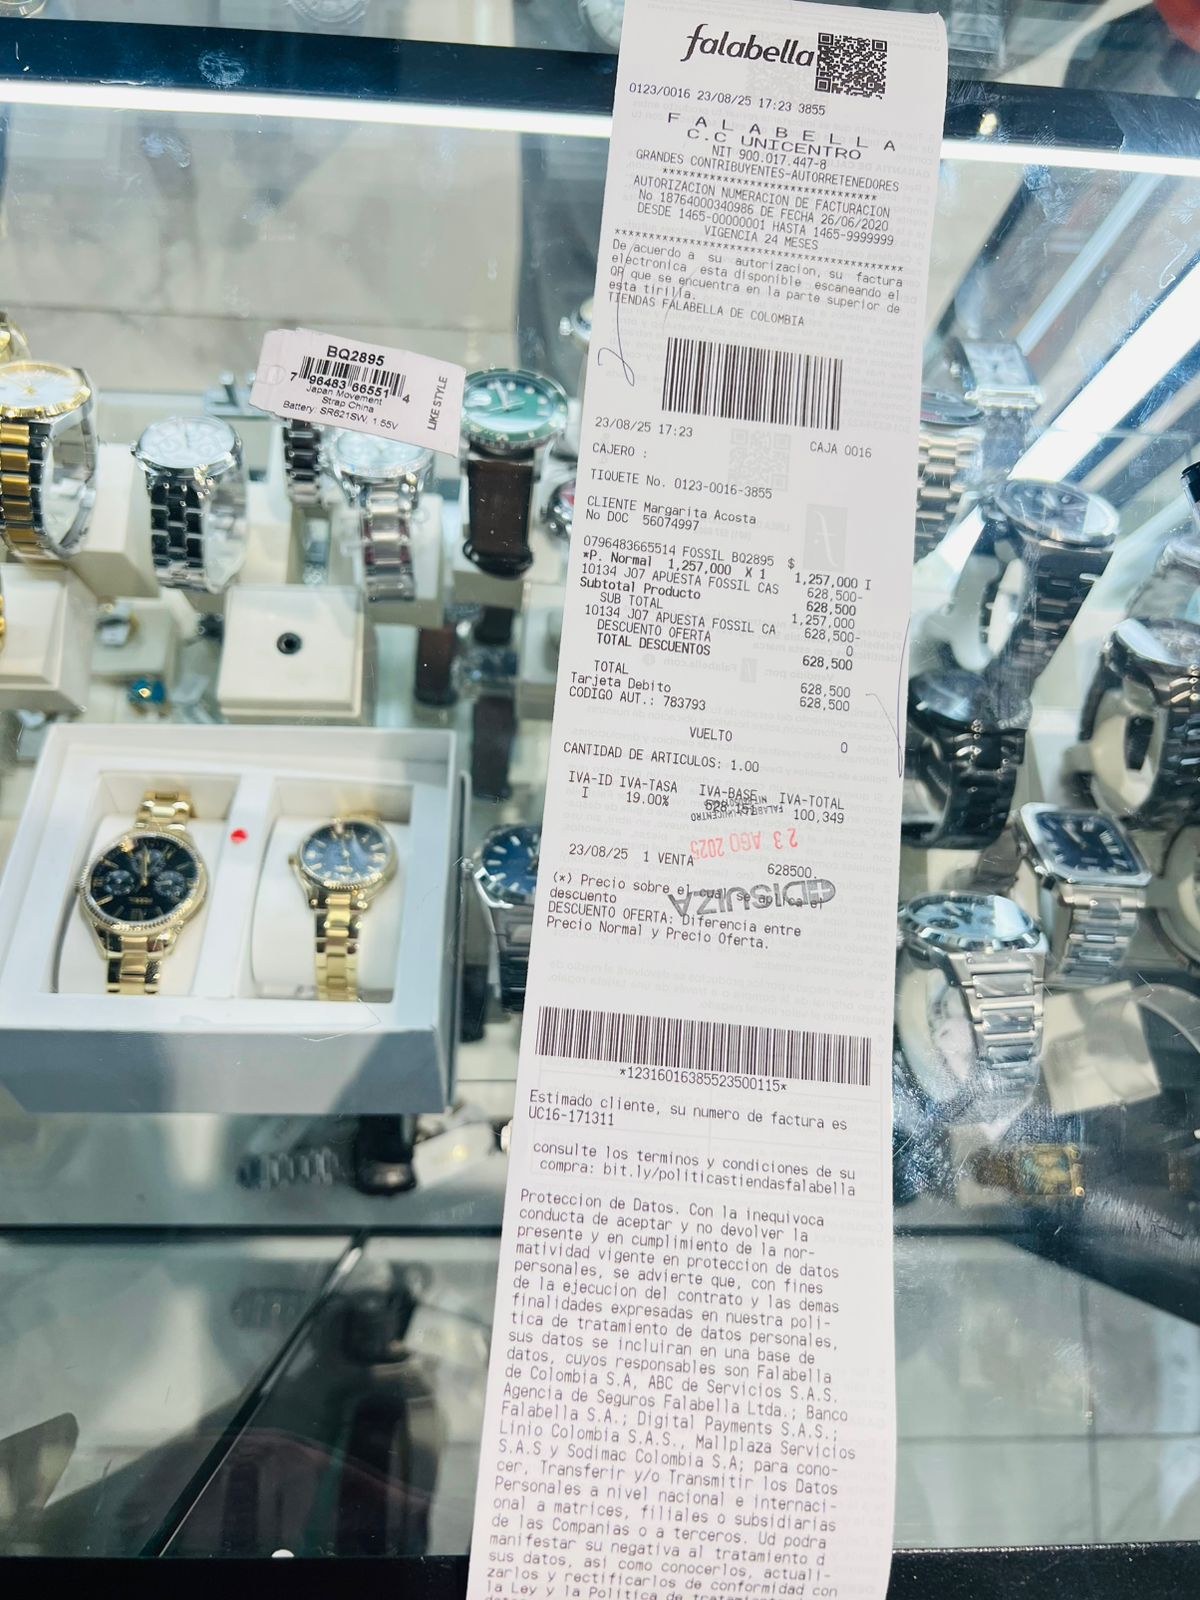 falabella
0123/0016 23/08/25 17:23 3855
F A L A B E L L A
C.C UNICENTRO
NIT 900.017.447-8
GRANDES CONTRIBUYENTES-AUTORRETENEDORES
******************************
AUTORIZACION NUMERACION DE FACTURACION
No 18764000340986 DE FECHA 26/06/2020
DESDE 1465-00000001 HASTA 1465-9999999
VIGENCIA 24 MESES
****************************************
De acuerdo a su autorizacion, su factura
electronica esta disponible escaneando el
QR que se encuentra en la parte superior de
esta tirilla.
TIENDAS FALABELLA DE COLOMBIA
23/08/25 17:23 CAJA 0016
CAJERO :
TIQUETE No. 0123-0016-3855
CLIENTE Margarita Acosta
No DOC 56074997
0796483665514 FOSSIL BQ2895 $ 1,257,000 I
*P. Normal 1,257,000 X 1
10134 J07 APUESTA FOSSIL CAS 628,500-
Subtotal Producto 628,500
SUB TOTAL 1,257,000
10134 J07 APUESTA FOSSIL CA 628,500-
DESCUENTO OFERTA 0
TOTAL DESCUENTOS 628,500
TOTAL 628,500
Tarjeta Debito 628,500
CODIGO AUT.: 783793
VUELTO 0
CANTIDAD DE ARTICULOS: 1.00
IVA-ID IVA-TASA IVA-BASE IVA-TOTAL
I 19.00% 528,151 100,349
23 AGO 2025
23/08/25 1 VENTA 628500.
DISUIZA
(*) Precio sobre el cual se aplica el
descuento
DESCUENTO OFERTA: Diferencia entre
Precio Normal y Precio Oferta.
*12316016385523500115*
Estimado cliente, su numero de factura es
UC16-171311
consulte los terminos y condiciones de su
compra: bit.ly/politicastiendasfalabella
Proteccion de Datos. Con la inequivoca
conducta de aceptar y no devolver la
presente y en cumplimiento de la nor-
matividad vigente en proteccion de datos
personales, se advierte que, con fines
de la ejecucion del contrato y las demas
finalidades expresadas en nuestra poli-
tica de tratamiento de datos personales,
sus datos se incluiran en una base de
datos, cuyos responsables son Falabella
de Colombia S.A, ABC de Servicios S.A.S.
Agencia de Seguros Falabella Ltda.; Banco
Falabella S.A.; Digital Payments S.A.S.;
Linio Colombia S.A.S., Mallplaza Servicios
S.A.S y Sodimac Colombia S.A; para cono-
cer, Transferir y/o Transmitir los Datos
Personales a nivel nacional e internaci-
onal a matrices, filiales o subsidiarias
de las Companias o a terceros. Ud podra
manifestar su negativa al tratamiento d
sus datos, asi como conocerlos, actuali-
zarlos y rectificarlos de conformidad con
la Ley y la Politica de tratamiento
BQ2895
7 96483 66551 4
Japan Movement
Strap China
Battery: SR621SW, 1.55V
LIKE STYLE